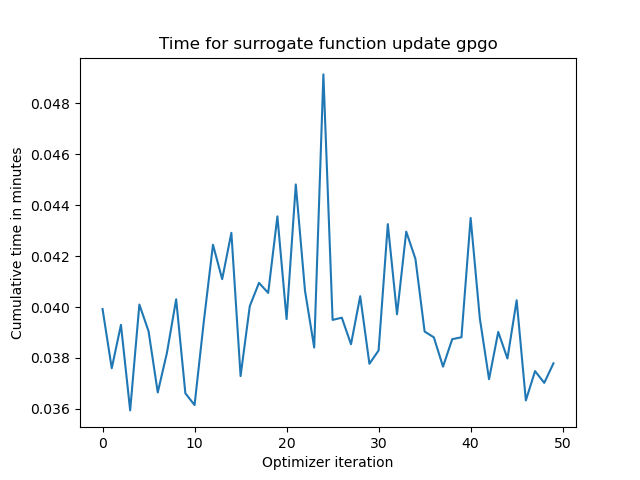 Time for surrogate function update gpgo
Cumulative time in minutes
0.048
0.046
0.044
0.042
0.040
0.038
0.036
0 10 20 30 40 50
Optimizer iteration